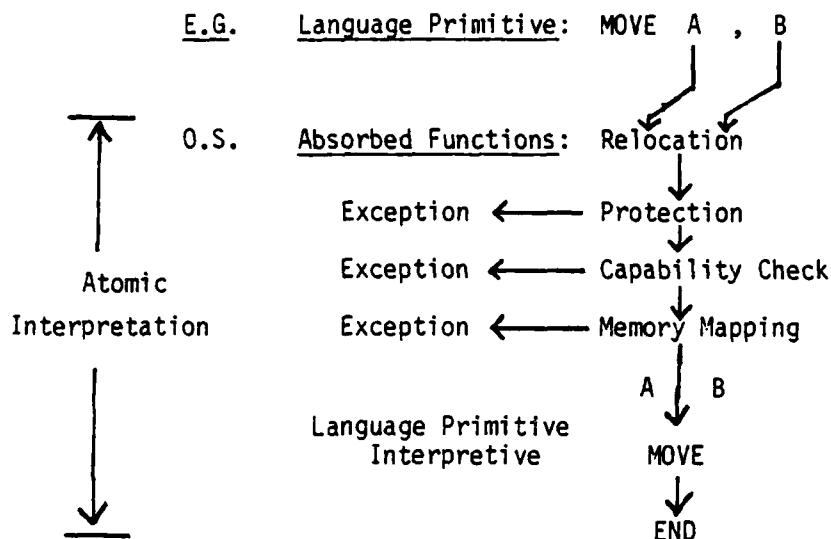 E.G. Language Primitive: MOVE A , B
O.S. Absorbed Functions: Relocation
Exception Protection
Exception Capability Check
Atomic
Interpretation
Exception Memory Mapping
A B
Language Primitive
Interpretive MOVE
END